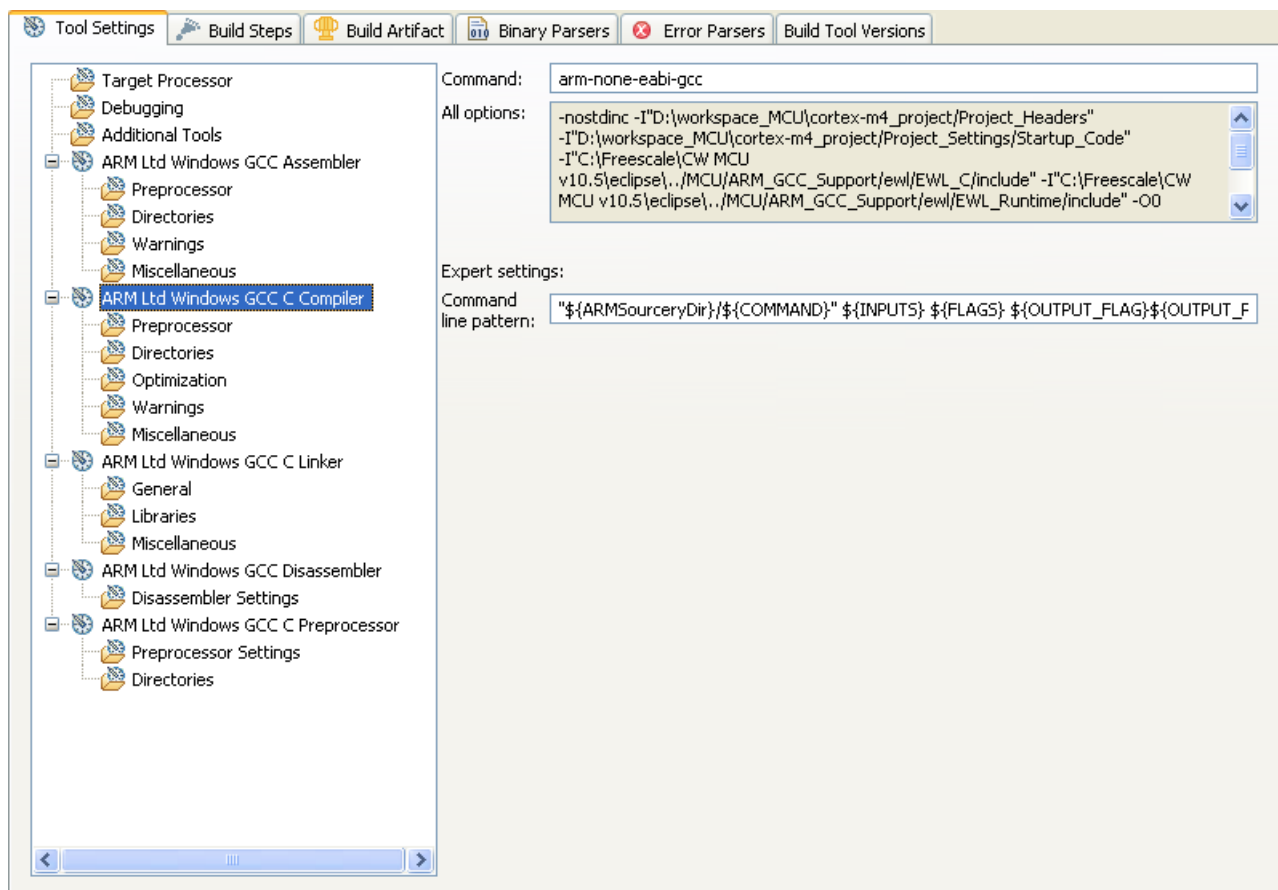 Tool Settings Build Steps Build Artifact Binary Parsers Error Parsers Build Tool Versions
Target Processor
Debugging
Additional Tools
ARM Ltd Windows GCC Assembler
Preprocessor
Directories
Warnings
Miscellaneous
ARM Ltd Windows GCC C Compiler
Preprocessor
Directories
Optimization
Warnings
Miscellaneous
ARM Ltd Windows GCC C Linker
General
Libraries
Miscellaneous
ARM Ltd Windows GCC Disassembler
Disassembler Settings
ARM Ltd Windows GCC C Preprocessor
Preprocessor Settings
Directories
Command: arm-none-eabi-gcc
All options: -nostdinc -I"D:\workspace_MCU\cortex-m4_project/Project_Headers"
-I"D:\workspace_MCU\cortex-m4_project/Project_Settings/Startup_Code"
-I"C:\Freescale\CW MCU
v10.5\eclipse\../MCU/ARM_GCC_Support/ewl/EWL_C/include" -I"C:\Freescale\CW
MCU v10.5\eclipse\../MCU/ARM_GCC_Support/ewl/EWL_Runtime/include" -O0
Expert settings:
Command
line pattern: "${ARMSourceryDir}/${COMMAND}" ${INPUTS} ${FLAGS} ${OUTPUT_FLAG}${OUTPUT_F